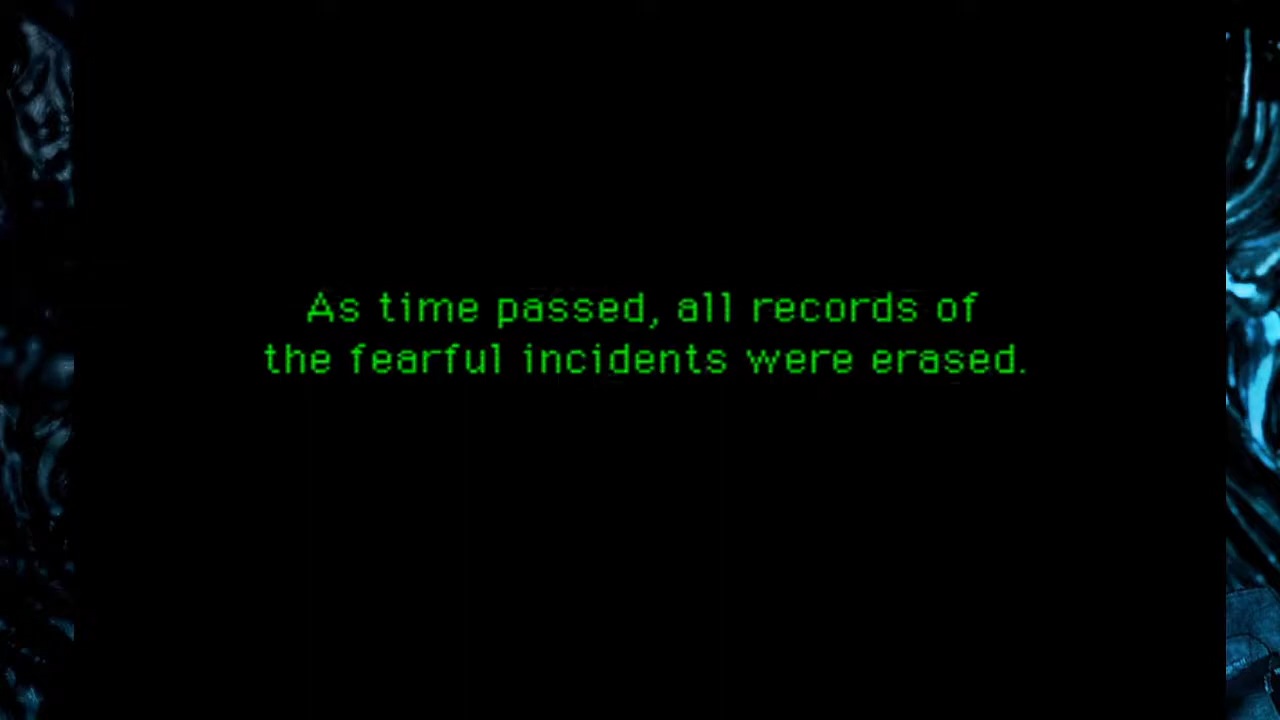 As time passed, all records of
the fearful incidents were erased.